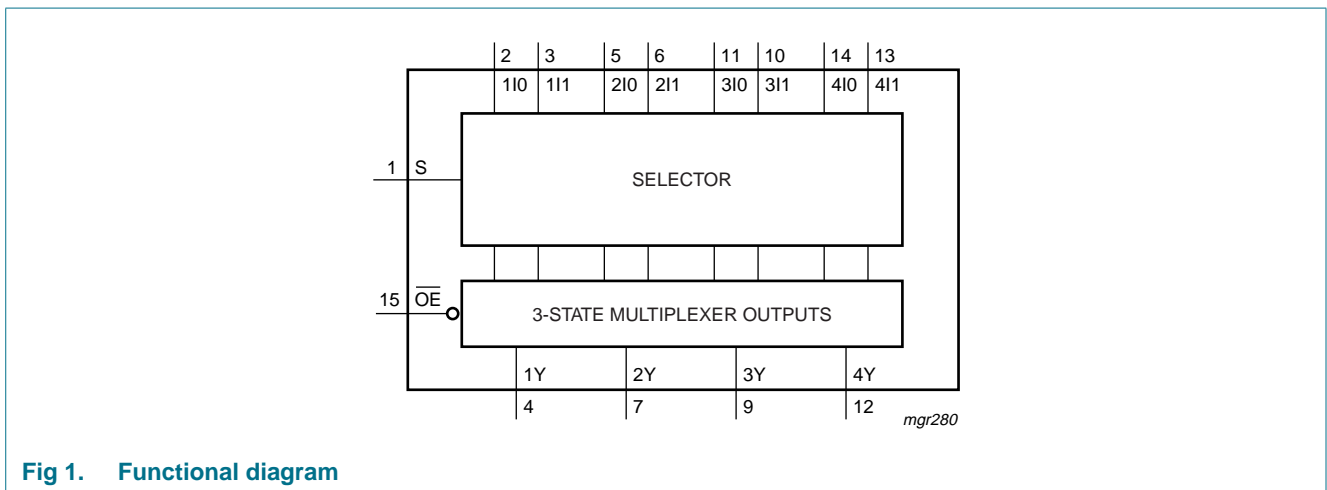 2 3 5 6 11 10 14 13
1I0 1I1 2I0 2I1 3I0 3I1 4I0 4I1
1 S
SELECTOR
15 O̅E̅
3-STATE MULTIPLEXER OUTPUTS
1Y 2Y 3Y 4Y
4 7 9 12
mgr280
Fig 1. Functional diagram